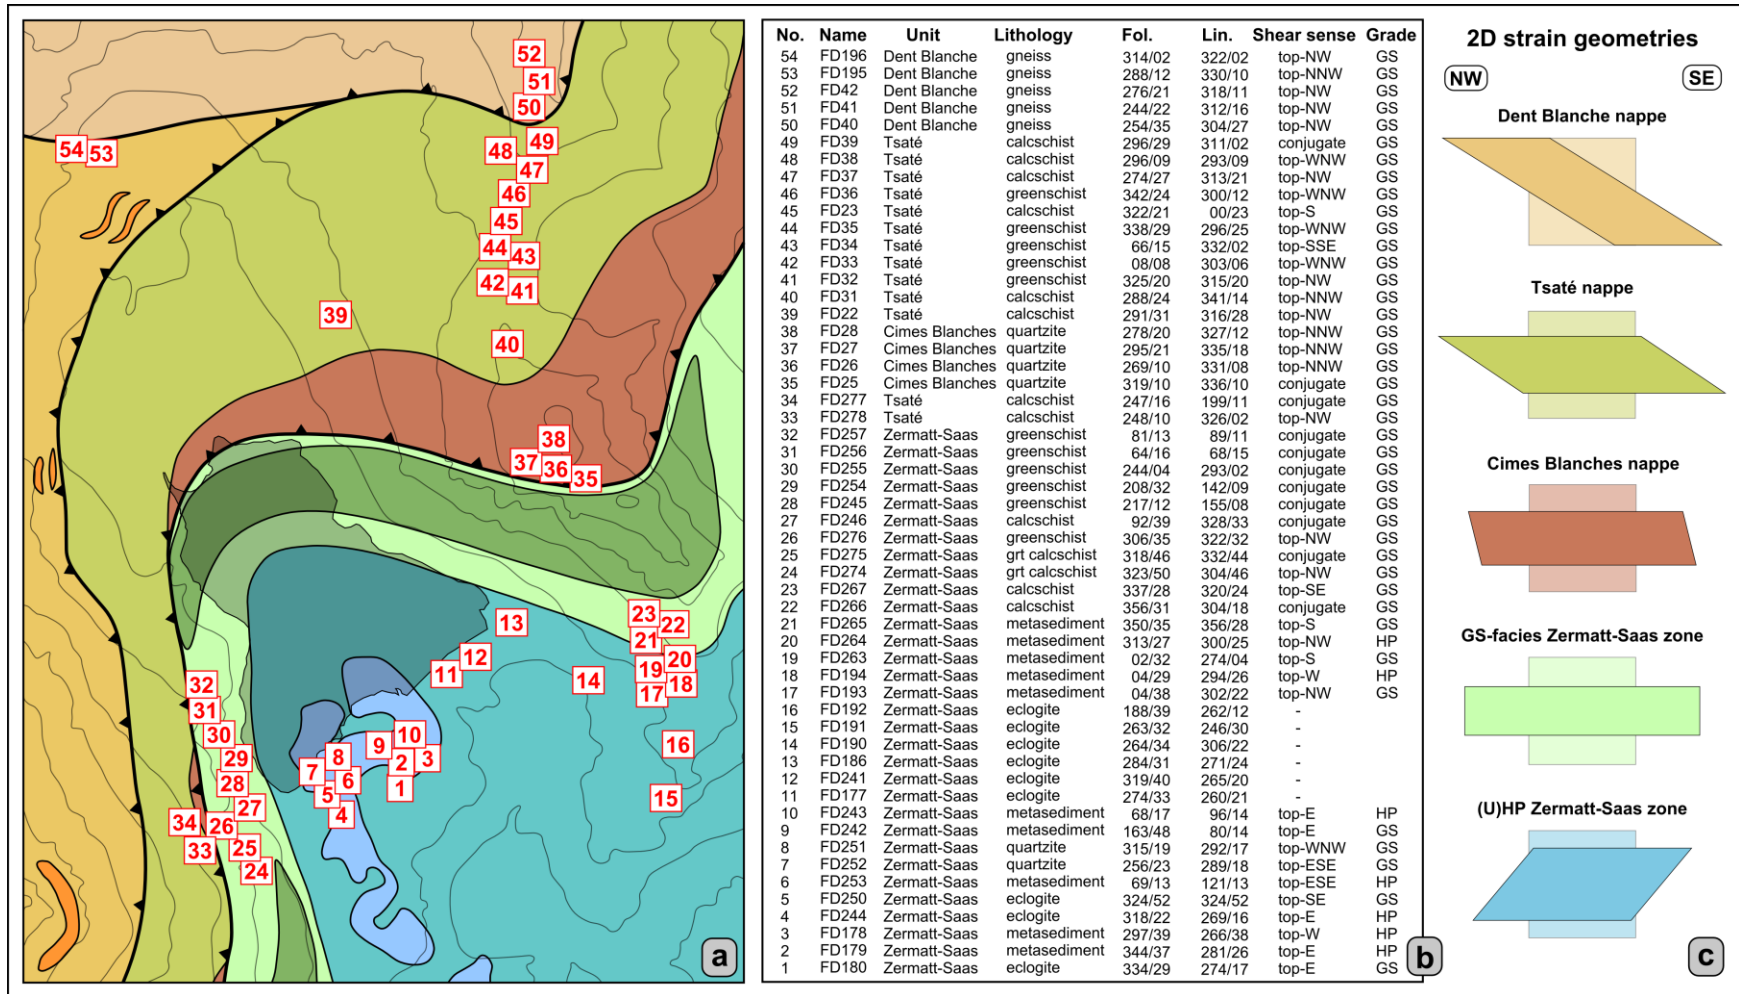 52
51
50
54
53
49
48
47
46
45
44
43
42
41
39
40
38
37
36
35
23
22
13
21
12
20
11
19
14
18
17
32
31
30
10
16
9
29
8
3
2
7
6
28
1
5
15
27
4
34
26
33
25
24
a
No. Name Unit Lithology Fol. Lin. Shear sense Grade
54 FD196 Dent Blanche gneiss 314/02 322/02 top-NW GS
53 FD195 Dent Blanche gneiss 288/12 330/10 top-NNW GS
52 FD42 Dent Blanche gneiss 276/21 318/11 top-NW GS
51 FD41 Dent Blanche gneiss 244/22 312/16 top-NW GS
50 FD40 Dent Blanche gneiss 254/35 304/27 top-NW GS
49 FD39 Tsaté calcschist 296/29 311/02 conjugate GS
48 FD38 Tsaté calcschist 296/09 293/09 top-WNW GS
47 FD37 Tsaté calcschist 274/27 313/21 top-NW GS
46 FD36 Tsaté greenschist 342/24 300/12 top-WNW GS
45 FD23 Tsaté calcschist 322/21 00/23 top-S GS
44 FD35 Tsaté greenschist 338/29 296/25 top-WNW GS
43 FD34 Tsaté greenschist 66/15 332/02 top-SSE GS
42 FD33 Tsaté greenschist 08/08 303/06 top-WNW GS
41 FD32 Tsaté greenschist 325/20 315/20 top-NW GS
40 FD31 Tsaté calcschist 288/24 341/14 top-NNW GS
39 FD22 Tsaté calcschist 291/31 316/28 top-NW GS
38 FD28 Cimes Blanches quartzite 278/20 327/12 top-NNW GS
37 FD27 Cimes Blanches quartzite 295/21 335/18 top-NNW GS
36 FD26 Cimes Blanches quartzite 269/10 331/08 top-NNW GS
35 FD25 Cimes Blanches quartzite 319/10 336/10 conjugate GS
34 FD277 Tsaté calcschist 247/16 199/11 conjugate GS
33 FD278 Tsaté calcschist 248/10 326/02 top-NW GS
32 FD257 Zermatt-Saas greenschist 81/13 89/11 conjugate GS
31 FD256 Zermatt-Saas greenschist 64/16 68/15 conjugate GS
30 FD255 Zermatt-Saas greenschist 244/04 293/02 conjugate GS
29 FD254 Zermatt-Saas greenschist 208/32 142/09 conjugate GS
28 FD245 Zermatt-Saas greenschist 217/12 155/08 conjugate GS
27 FD246 Zermatt-Saas calcschist 92/39 328/33 conjugate GS
26 FD276 Zermatt-Saas greenschist 306/35 322/32 top-NW GS
25 FD275 Zermatt-Saas grt calcschist 318/46 332/44 conjugate GS
24 FD274 Zermatt-Saas grt calcschist 323/50 304/46 top-NW GS
23 FD267 Zermatt-Saas calcschist 337/28 320/24 top-SE GS
22 FD266 Zermatt-Saas calcschist 356/31 304/18 conjugate GS
21 FD265 Zermatt-Saas metasediment 350/35 356/28 top-S GS
20 FD264 Zermatt-Saas metasediment 313/27 300/25 top-NW HP
19 FD263 Zermatt-Saas metasediment 02/32 274/04 top-S GS
18 FD194 Zermatt-Saas metasediment 04/29 294/26 top-W HP
17 FD193 Zermatt-Saas metasediment 04/38 302/22 top-NW GS
16 FD192 Zermatt-Saas eclogite 188/39 262/12 -
15 FD191 Zermatt-Saas eclogite 263/32 246/30 -
14 FD190 Zermatt-Saas eclogite 264/34 306/22 -
13 FD186 Zermatt-Saas eclogite 284/31 271/24 -
12 FD241 Zermatt-Saas eclogite 319/40 265/20 -
11 FD177 Zermatt-Saas eclogite 274/33 260/21 -
10 FD243 Zermatt-Saas metasediment 68/17 96/14 top-E HP
9 FD242 Zermatt-Saas metasediment 163/48 80/14 top-E GS
8 FD251 Zermatt-Saas quartzite 315/19 292/17 top-WNW GS
7 FD252 Zermatt-Saas quartzite 256/23 289/18 top-ESE GS
6 FD253 Zermatt-Saas metasediment 69/13 121/13 top-ESE HP
5 FD250 Zermatt-Saas eclogite 324/52 324/52 top-SE GS
4 FD244 Zermatt-Saas eclogite 318/22 269/16 top-E HP
3 FD178 Zermatt-Saas metasediment 297/39 266/38 top-W HP
2 FD179 Zermatt-Saas metasediment 344/37 281/26 top-E HP
1 FD180 Zermatt-Saas eclogite 334/29 274/17 top-E GS
b
2D strain geometries
NW SE
Dent Blanche nappe
Tsaté nappe
Cimes Blanches nappe
GS-facies Zermatt-Saas zone
(U)HP Zermatt-Saas zone
c